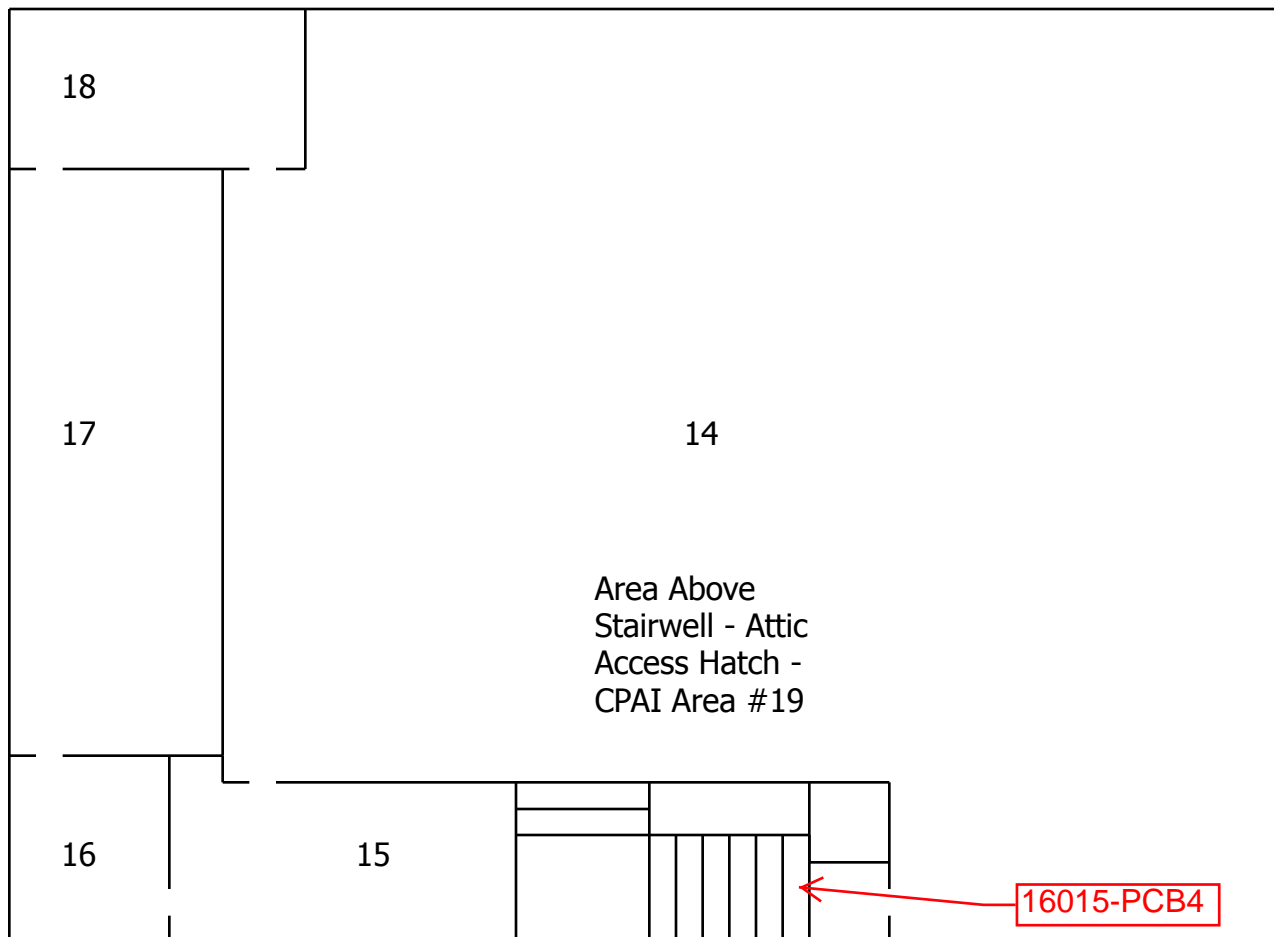 18
17
14
Area Above
Stairwell - Attic
Access Hatch -
CPAI Area #19
16
15
16015-PCB4